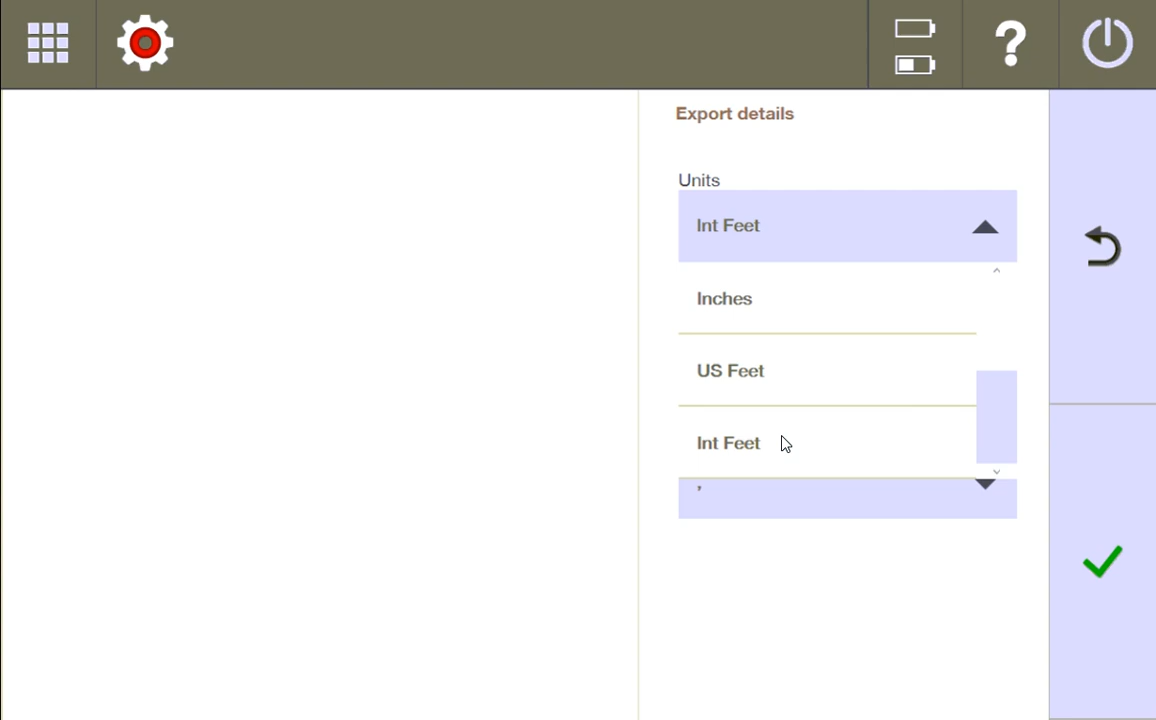 Export details
Units
Int Feet
Inches
US Feet
Int Feet
,